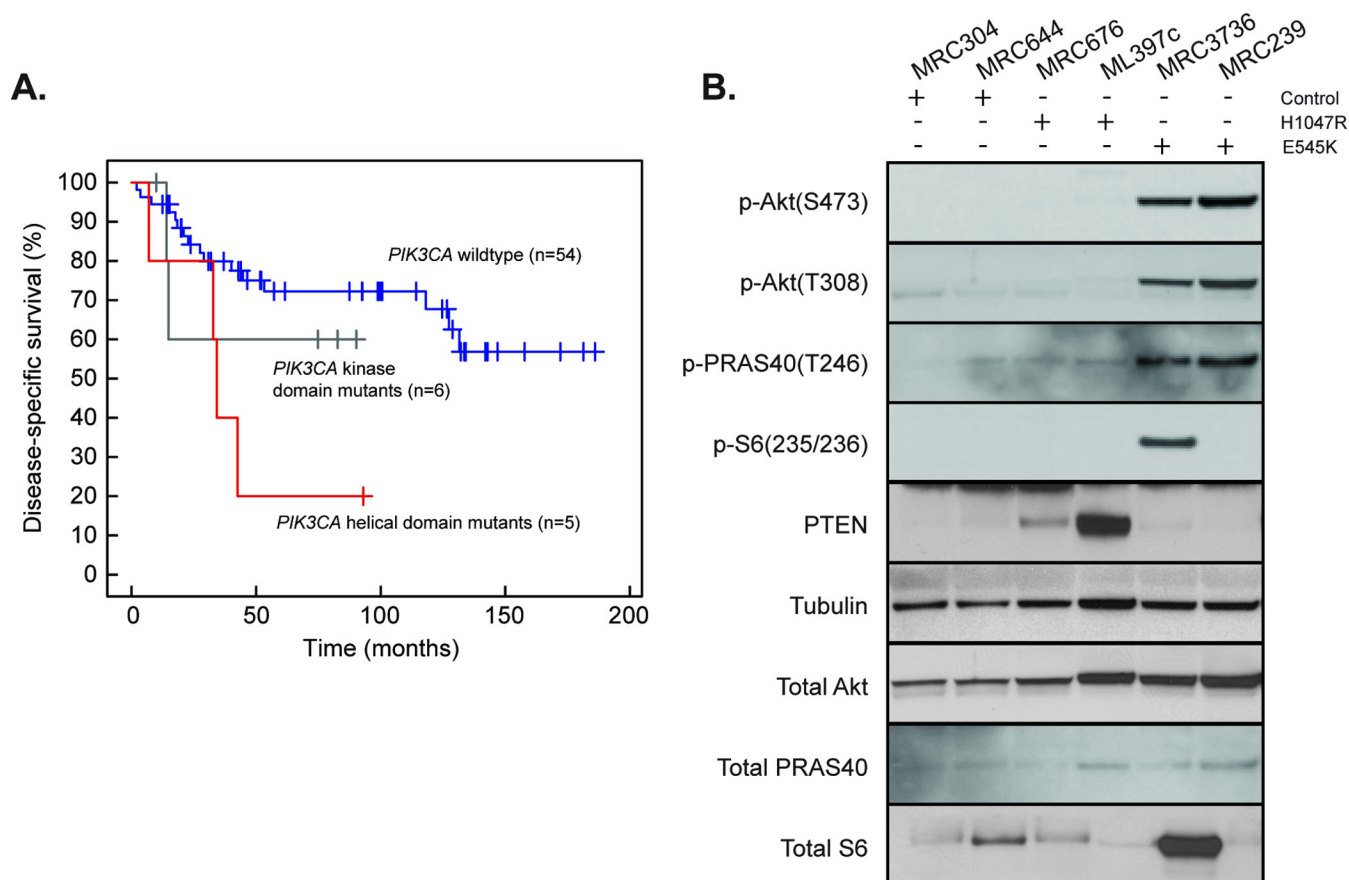 A.
Disease-specific survival (%)
100
90
80
70
60
50
40
30
20
10
0
PIK3CA wildtype (n=54)
PIK3CA kinase
domain mutants (n=6)
PIK3CA helical domain mutants (n=5)
0 50 100 150 200
Time (months)
B.
MRC304 MRC644 MRC676 ML397c MRC3736 MRC239
+ + - - - - Control
- - + + - - H1047R
- - - - + + E545K
p-Akt(S473)
p-Akt(T308)
p-PRAS40(T246)
p-S6(235/236)
PTEN
Tubulin
Total Akt
Total PRAS40
Total S6